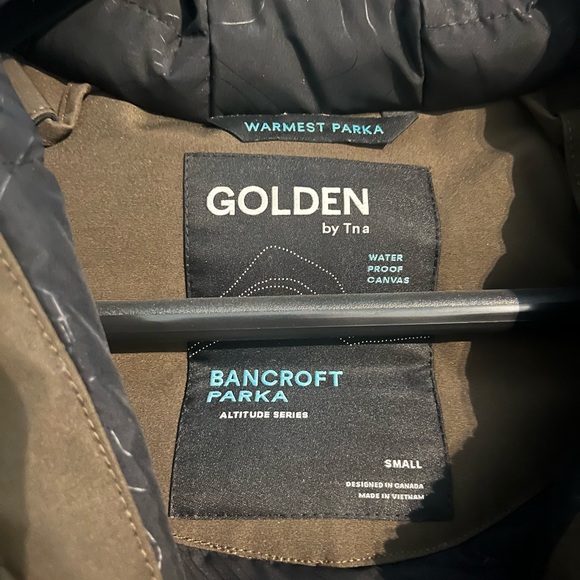 WARMEST PARKA
GOLDEN
by Tna
WATER
PROOF
CANVAS
BANCROFT
PARKA
ALTITUDE SERIES
SMALL
DESIGNED IN CANADA
MADE IN VIETNAM